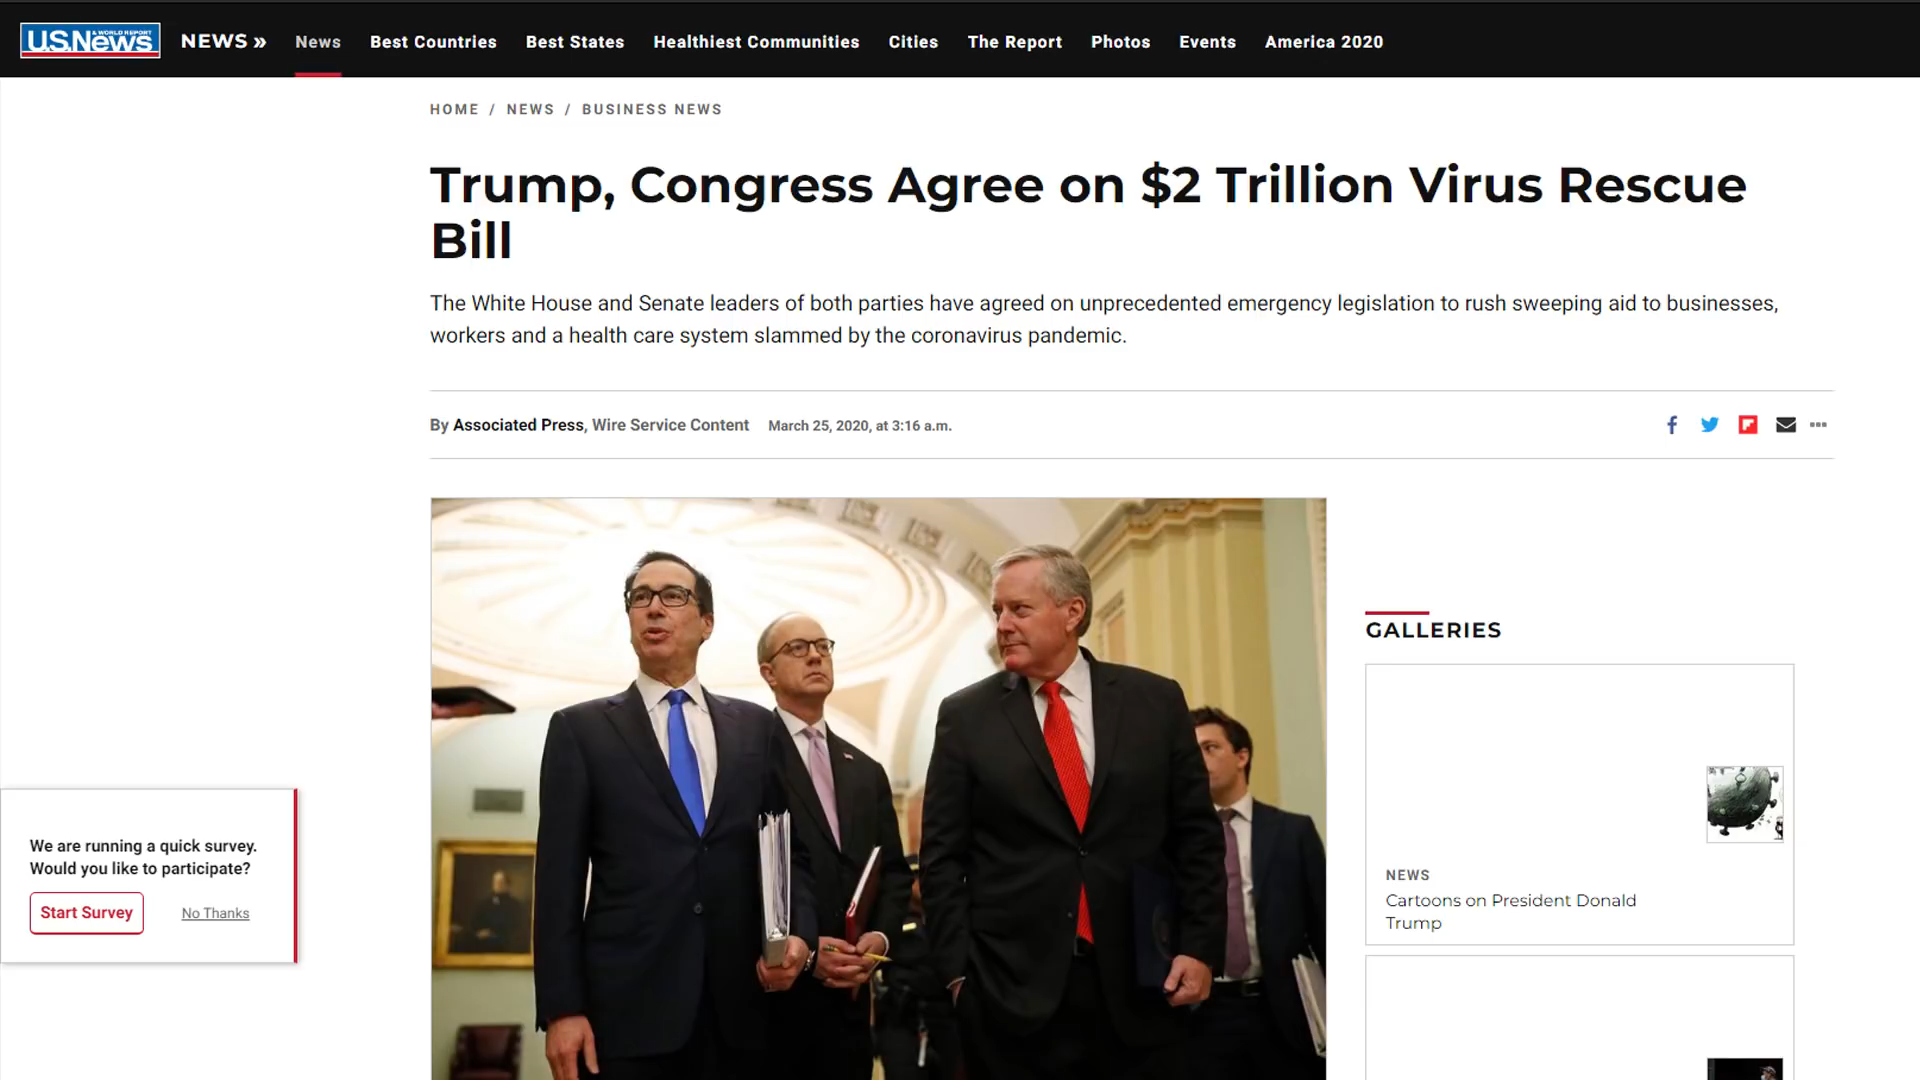 U.S.News
& WORLD REPORT
NEWS »
News
Best Countries
Best States
Healthiest Communities
Cities
The Report
Photos
Events
America 2020
HOME / NEWS / BUSINESS NEWS
Trump, Congress Agree on $2 Trillion Virus Rescue
Bill
The White House and Senate leaders of both parties have agreed on unprecedented emergency legislation to rush sweeping aid to businesses,
workers and a health care system slammed by the coronavirus pandemic.
By Associated Press, Wire Service Content March 25, 2020, at 3:16 a.m.
GALLERIES
NEWS
Cartoons on President Donald
Trump
We are running a quick survey.
Would you like to participate?
Start Survey
No Thanks